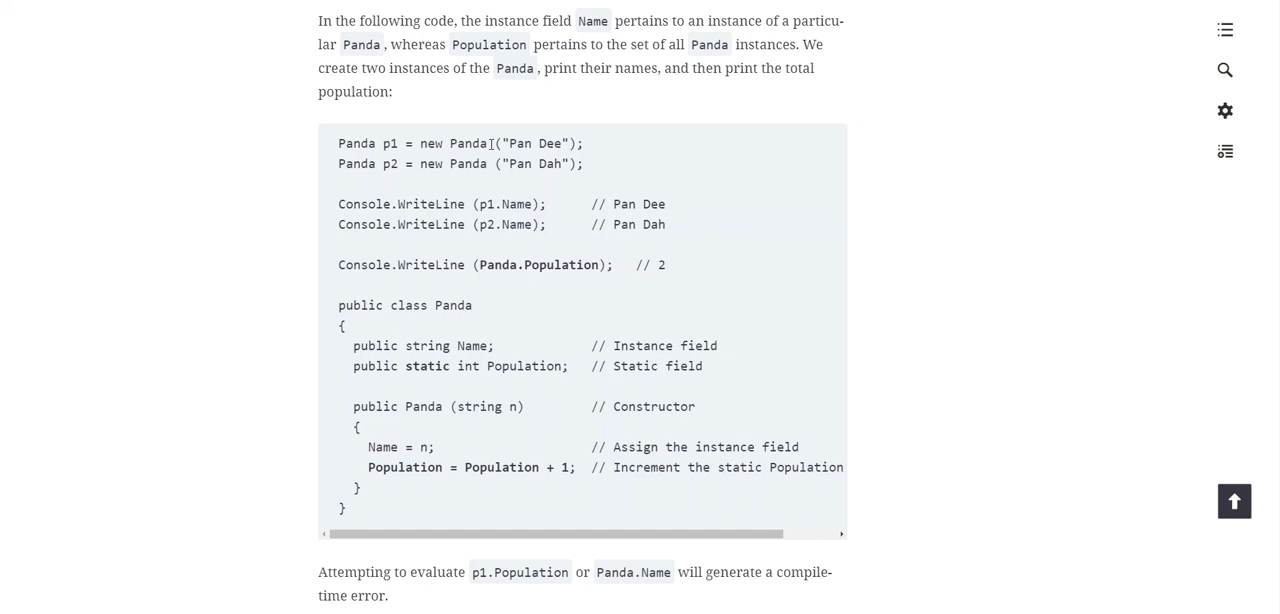 In the following code, the instance field Name pertains to an instance of a particu-
lar Panda, whereas Population pertains to the set of all Panda instances. We
create two instances of the Panda, print their names, and then print the total
population:
Panda p1 = new Panda ("Pan Dee");
Panda p2 = new Panda ("Pan Dah");
Console.WriteLine (p1.Name);      // Pan Dee
Console.WriteLine (p2.Name);      // Pan Dah
Console.WriteLine (Panda.Population);   // 2
public class Panda
{
  public string Name;             // Instance field
  public static int Population;   // Static field
  public Panda (string n)         // Constructor
  {
    Name = n;                     // Assign the instance field
    Population = Population + 1;  // Increment the static Population
  }
}
Attempting to evaluate p1.Population or Panda.Name will generate a compile-
time error.